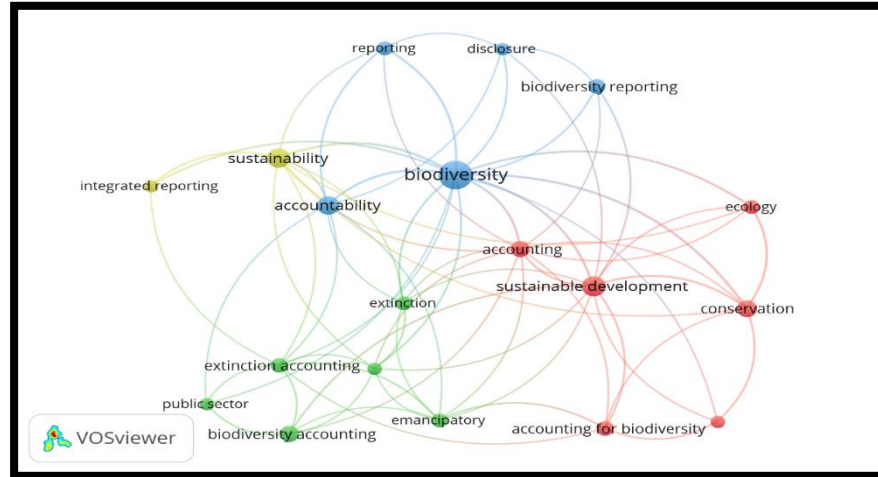 reporting
disclosure
biodiversity reporting
sustainability
biodiversity
integrated reporting
accountability
ecology
accounting
sustainable development
extinction
conservation
extinction accounting
public sector
emancipatory
biodiversity accounting
accounting for biodiversity
VOSviewer